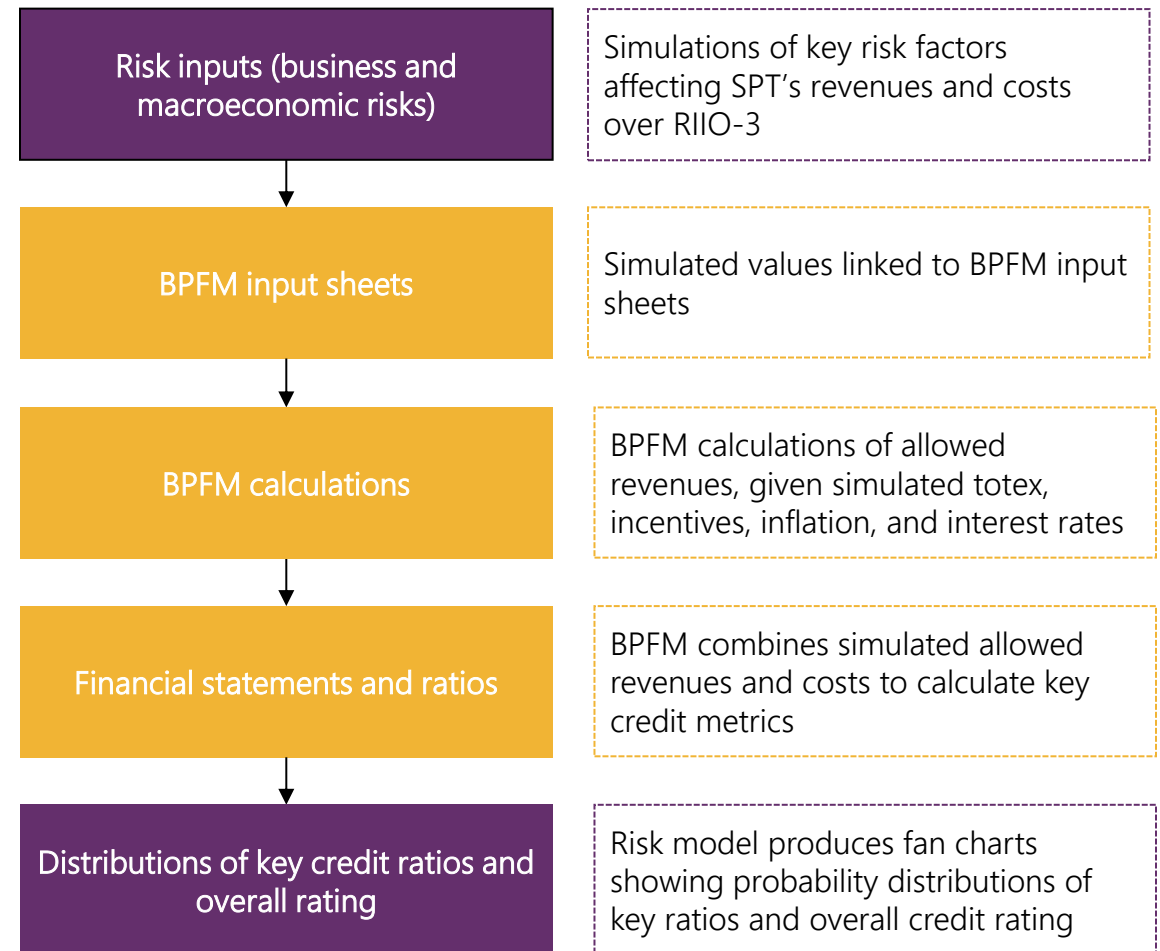 Risk inputs (business and
macroeconomic risks)
Simulations of key risk factors
affecting SPT’s revenues and costs
over RIIO-3
BPFM input sheets
Simulated values linked to BPFM input
sheets
BPFM calculations
BPFM calculations of allowed
revenues, given simulated totex,
incentives, inflation, and interest rates
Financial statements and ratios
BPFM combines simulated allowed
revenues and costs to calculate key
credit metrics
Distributions of key credit ratios and
overall rating
Risk model produces fan charts
showing probability distributions of
key ratios and overall credit rating